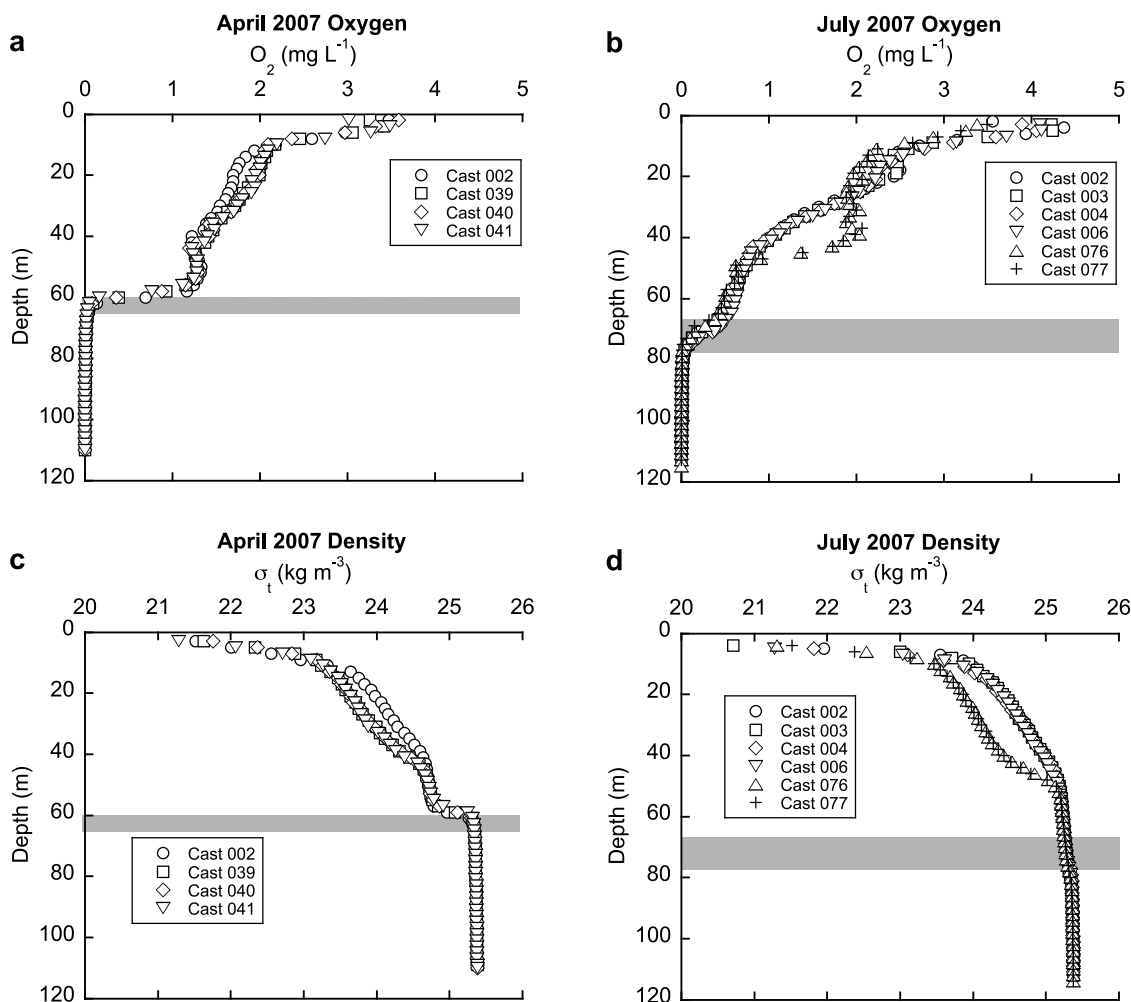 a
April 2007 Oxygen
O2 (mg L-1)
0 1 2 3 4 5
0
20
40
60
80
100
120
Depth (m)
Cast 002
Cast 039
Cast 040
Cast 041
b
July 2007 Oxygen
O2 (mg L-1)
0 1 2 3 4 5
0
20
40
60
80
100
120
Depth (m)
Cast 002
Cast 003
Cast 004
Cast 006
Cast 076
Cast 077
c
April 2007 Density
σt (kg m-3)
20 21 22 23 24 25 26
0
20
40
60
80
100
120
Depth (m)
Cast 002
Cast 039
Cast 040
Cast 041
d
July 2007 Density
σt (kg m-3)
20 21 22 23 24 25 26
0
20
40
60
80
100
120
Depth (m)
Cast 002
Cast 003
Cast 004
Cast 006
Cast 076
Cast 077